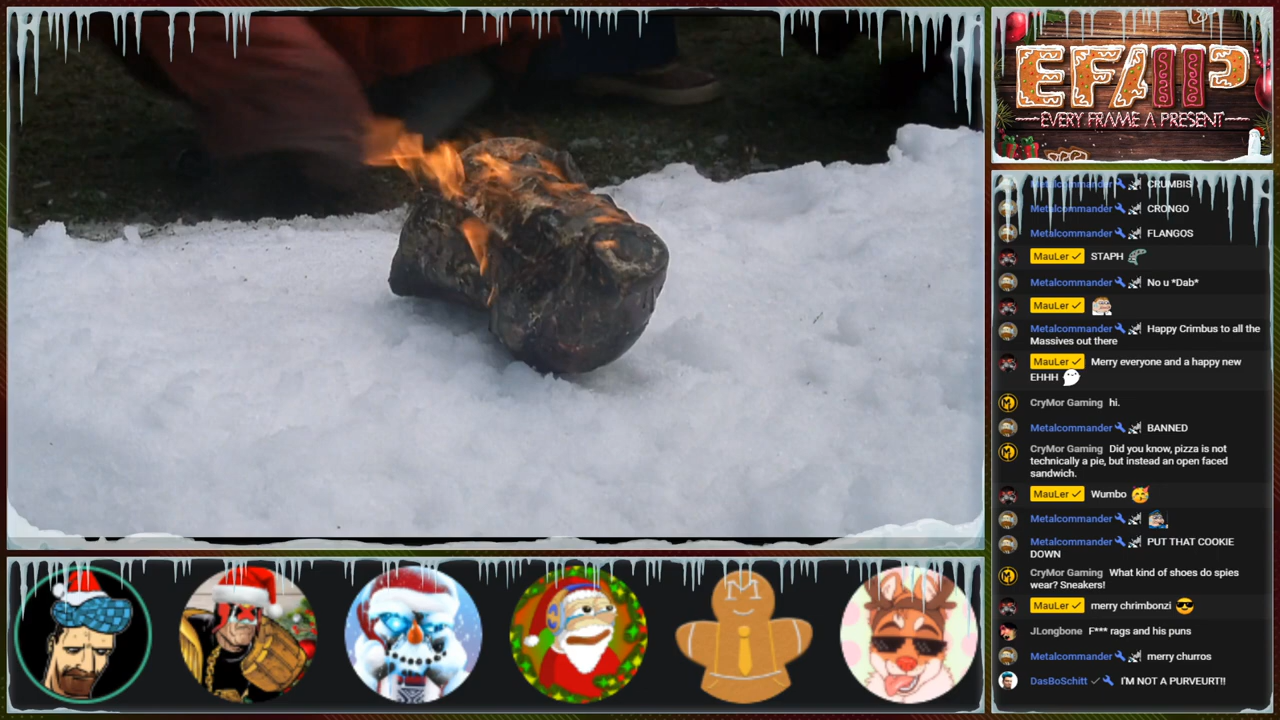 EFAP
EVERY FRAME A PRESENT
Metalcommander CRUMBIS
Metalcommander CRONGO
Metalcommander FLANGOS
MauLer STAPH
Metalcommander No u *Dab*
MauLer
Metalcommander Happy Crimbus to all the
Massives out there
MauLer Merry everyone and a happy new
EHHH
CryMor Gaming hi.
Metalcommander BANNED
CryMor Gaming Did you know, pizza is not
technically a pie, but instead an open faced
sandwich.
MauLer Wumbo
Metalcommander
Metalcommander PUT THAT COOKIE
DOWN
CryMor Gaming What kind of shoes do spies
wear? Sneakers!
MauLer merry chrimbonzi
JLongbone F*** rags and his puns
Metalcommander merry churros
DasBoSchitt I'M NOT A PURVEURT!!
M